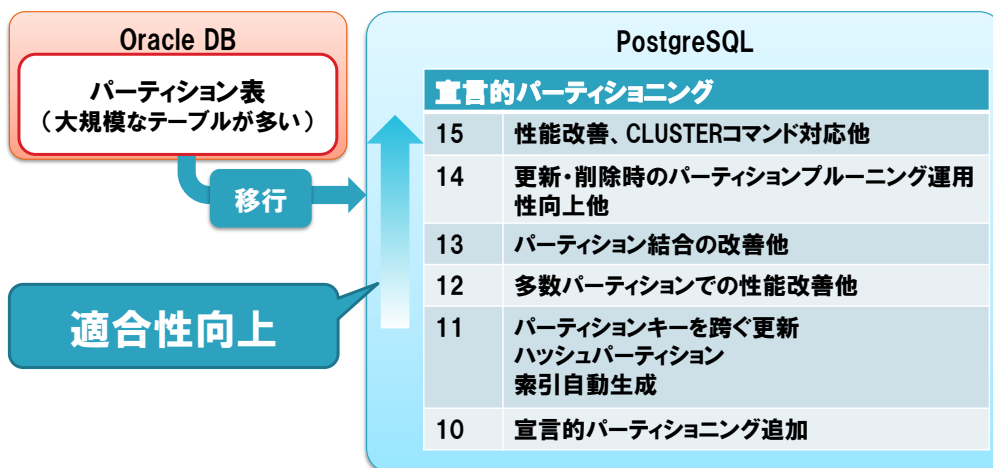 Oracle DB
パーティション表
(大規模なテーブルが多い)
移行
適合性向上
PostgreSQL
宣言的パーティショニング
15 性能改善、CLUSTERコマンド対応他
14 更新・削除時のパーティションプルーニング運用
性向上他
13 パーティション結合の改善他
12 多数パーティションでの性能改善他
11 パーティションキーを跨ぐ更新
ハッシュパーティション
索引自動生成
10 宣言的パーティショニング追加